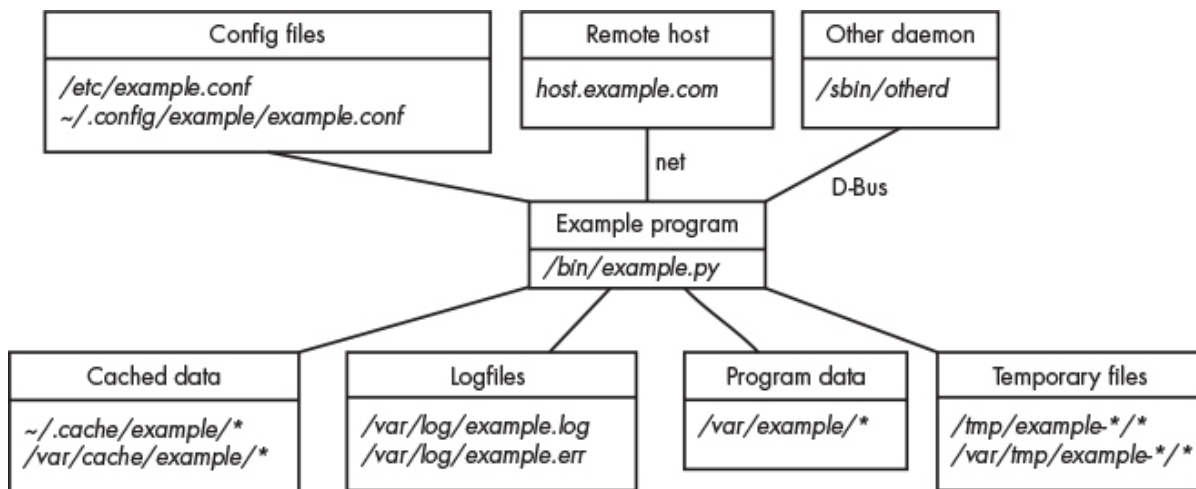 Config files
/etc/example.conf
~/.config/example/example.conf
Remote host
host.example.com
Other daemon
/sbin/otherd
net
D-Bus
Example program
/bin/example.py
Cached data
~/.cache/example/*
/var/cache/example/*
Logfiles
/var/log/example.log
/var/log/example.err
Program data
/var/example/*
Temporary files
/tmp/example-*/*
/var/tmp/example-*/*